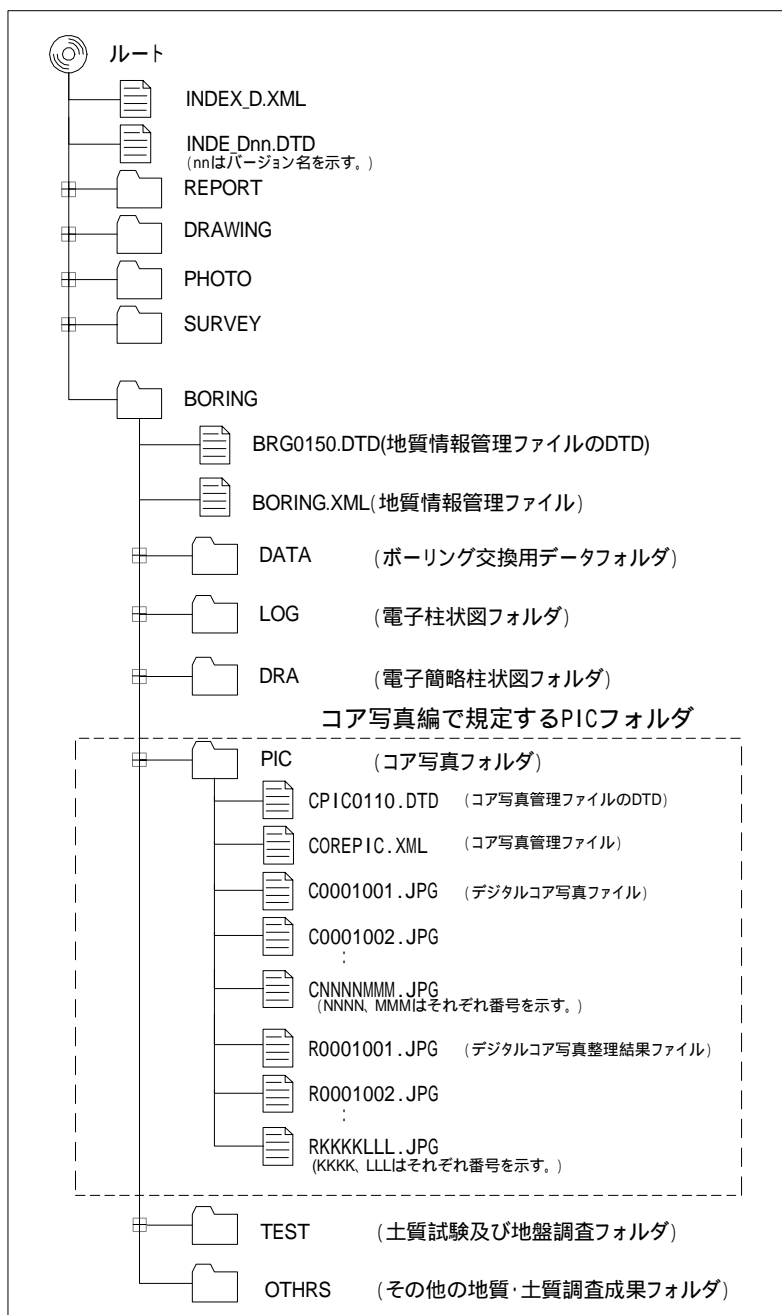 ルート
INDEX_D.XML
INDE_Dnn.DTD
(nnはバージョン名を示す。)
REPORT
DRAWING
PHOTO
SURVEY
BORING
BRG0150.DTD(地質情報管理ファイルのDTD)
BORING.XML(地質情報管理ファイル)
DATA (ボーリング交換用データフォルダ)
LOG (電子柱状図フォルダ)
DRA (電子簡略柱状図フォルダ)
コア写真編で規定するPICフォルダ
PIC (コア写真フォルダ)
CPIC0110.DTD (コア写真管理ファイルのDTD)
COREPIC.XML (コア写真管理ファイル)
C0001001.JPG (デジタルコア写真ファイル)
C0001002.JPG
:
CNNNNMMM.JPG
(NNNN、MMMはそれぞれ番号を示す。)
R0001001.JPG (デジタルコア写真整理結果ファイル)
R0001002.JPG
:
RKKKKLLL.JPG
(KKKK、LLLはそれぞれ番号を示す。)
TEST (土質試験及び地盤調査フォルダ)
OTHRS (その他の地質・土質調査成果フォルダ)